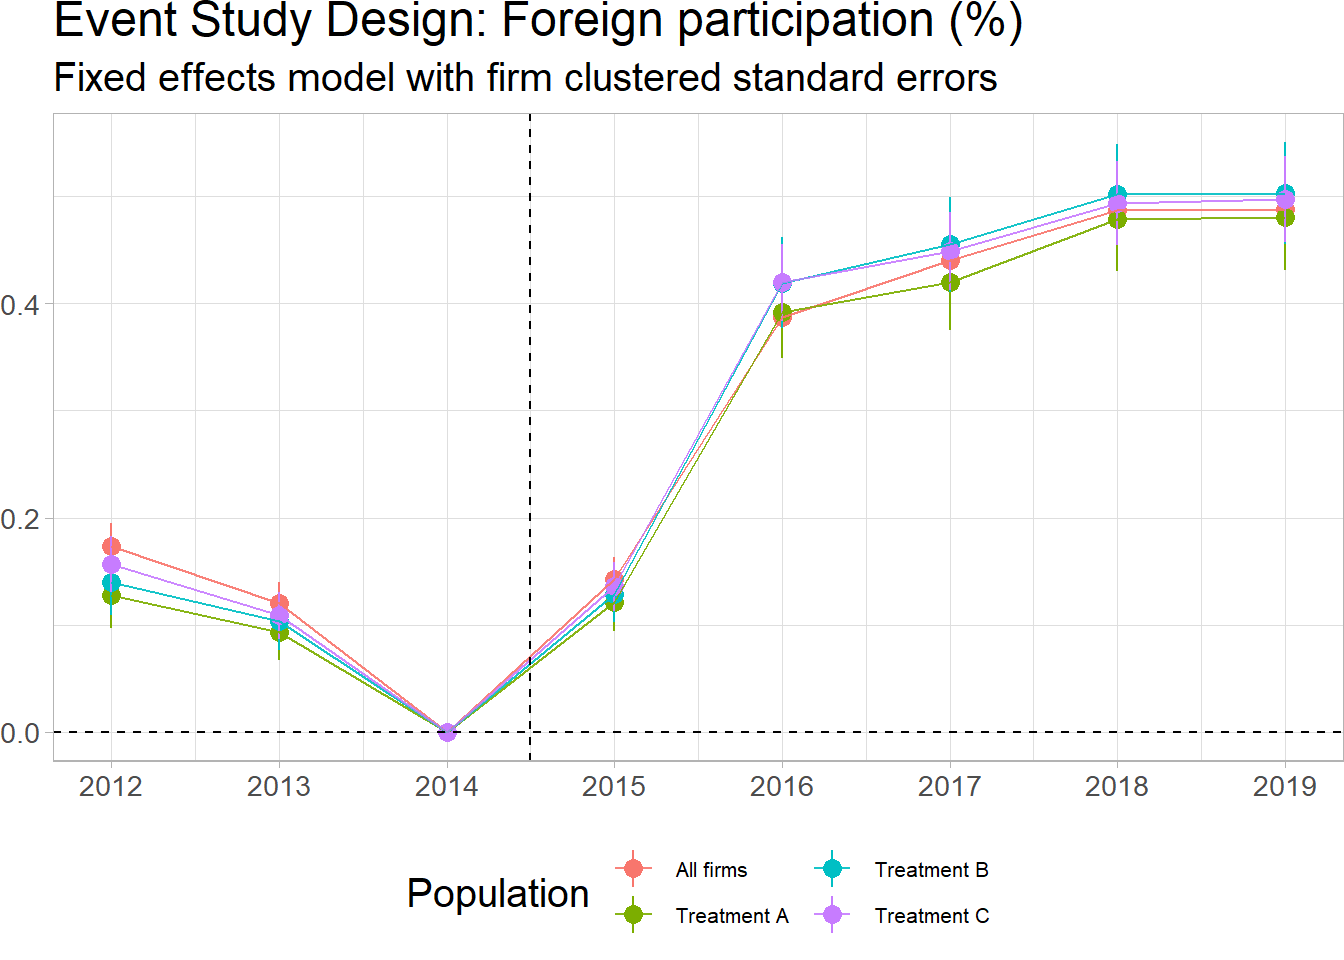 Event Study Design: Foreign participation (%)
Fixed effects model with firm clustered standard errors
0.4
0.2
0.0
2012 2013 2014 2015 2016 2017 2018 2019
Population
All firms
Treatment A
Treatment B
Treatment C